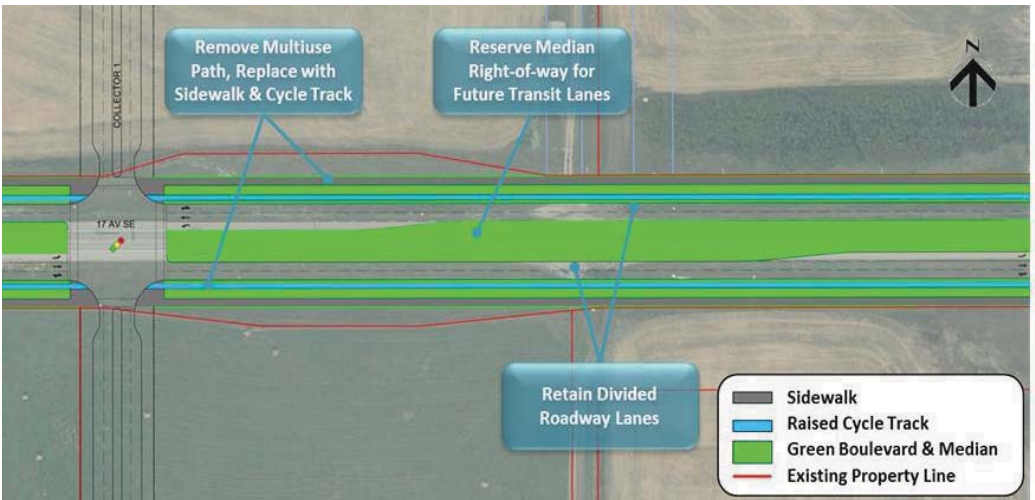 Remove Multiuse
Path, Replace with
Sidewalk & Cycle Track
Reserve Median
Right-of-way for
Future Transit Lanes
N
COLLECTOR 1
17 AV SE
Retain Divided
Roadway Lanes
Sidewalk
Raised Cycle Track
Green Boulevard & Median
Existing Property Line